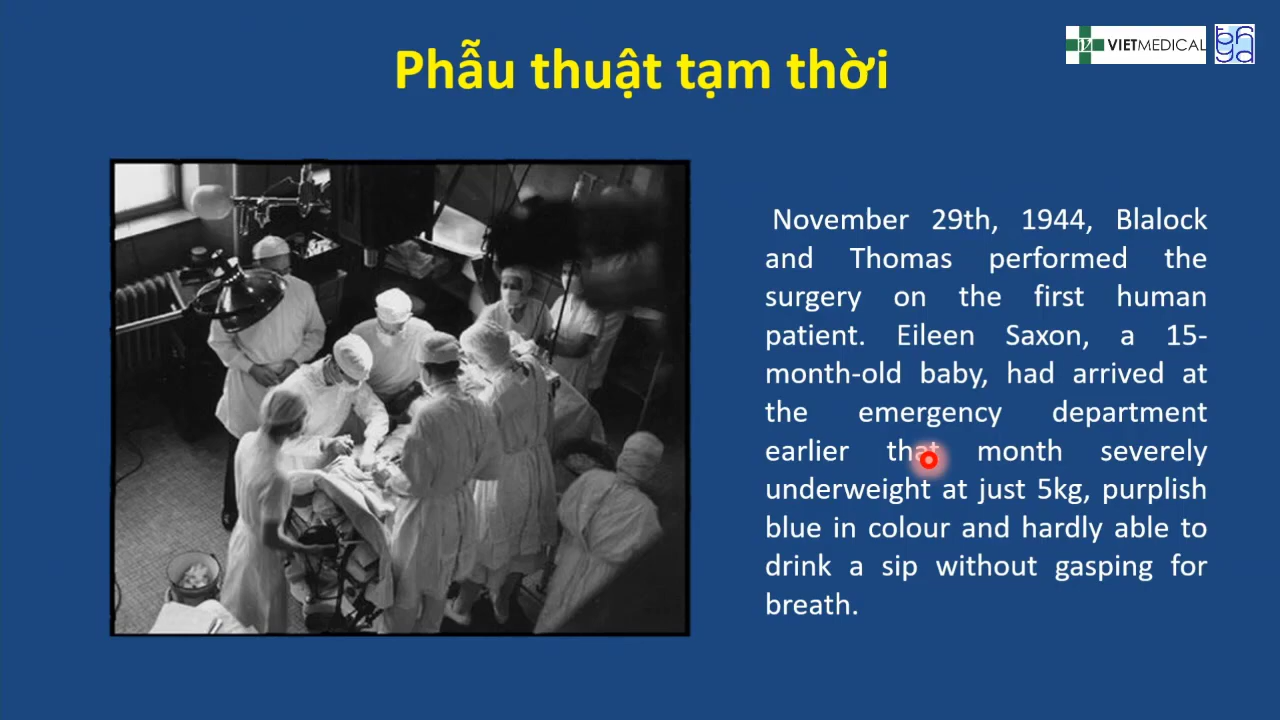 VIETMEDICAL
Phẫu thuật tạm thời
November 29th, 1944, Blalock
and Thomas performed the
surgery on the first human
patient. Eileen Saxon, a 15-
month-old baby, had arrived at
the emergency department
earlier that month severely
underweight at just 5kg, purplish
blue in colour and hardly able to
drink a sip without gasping for
breath.